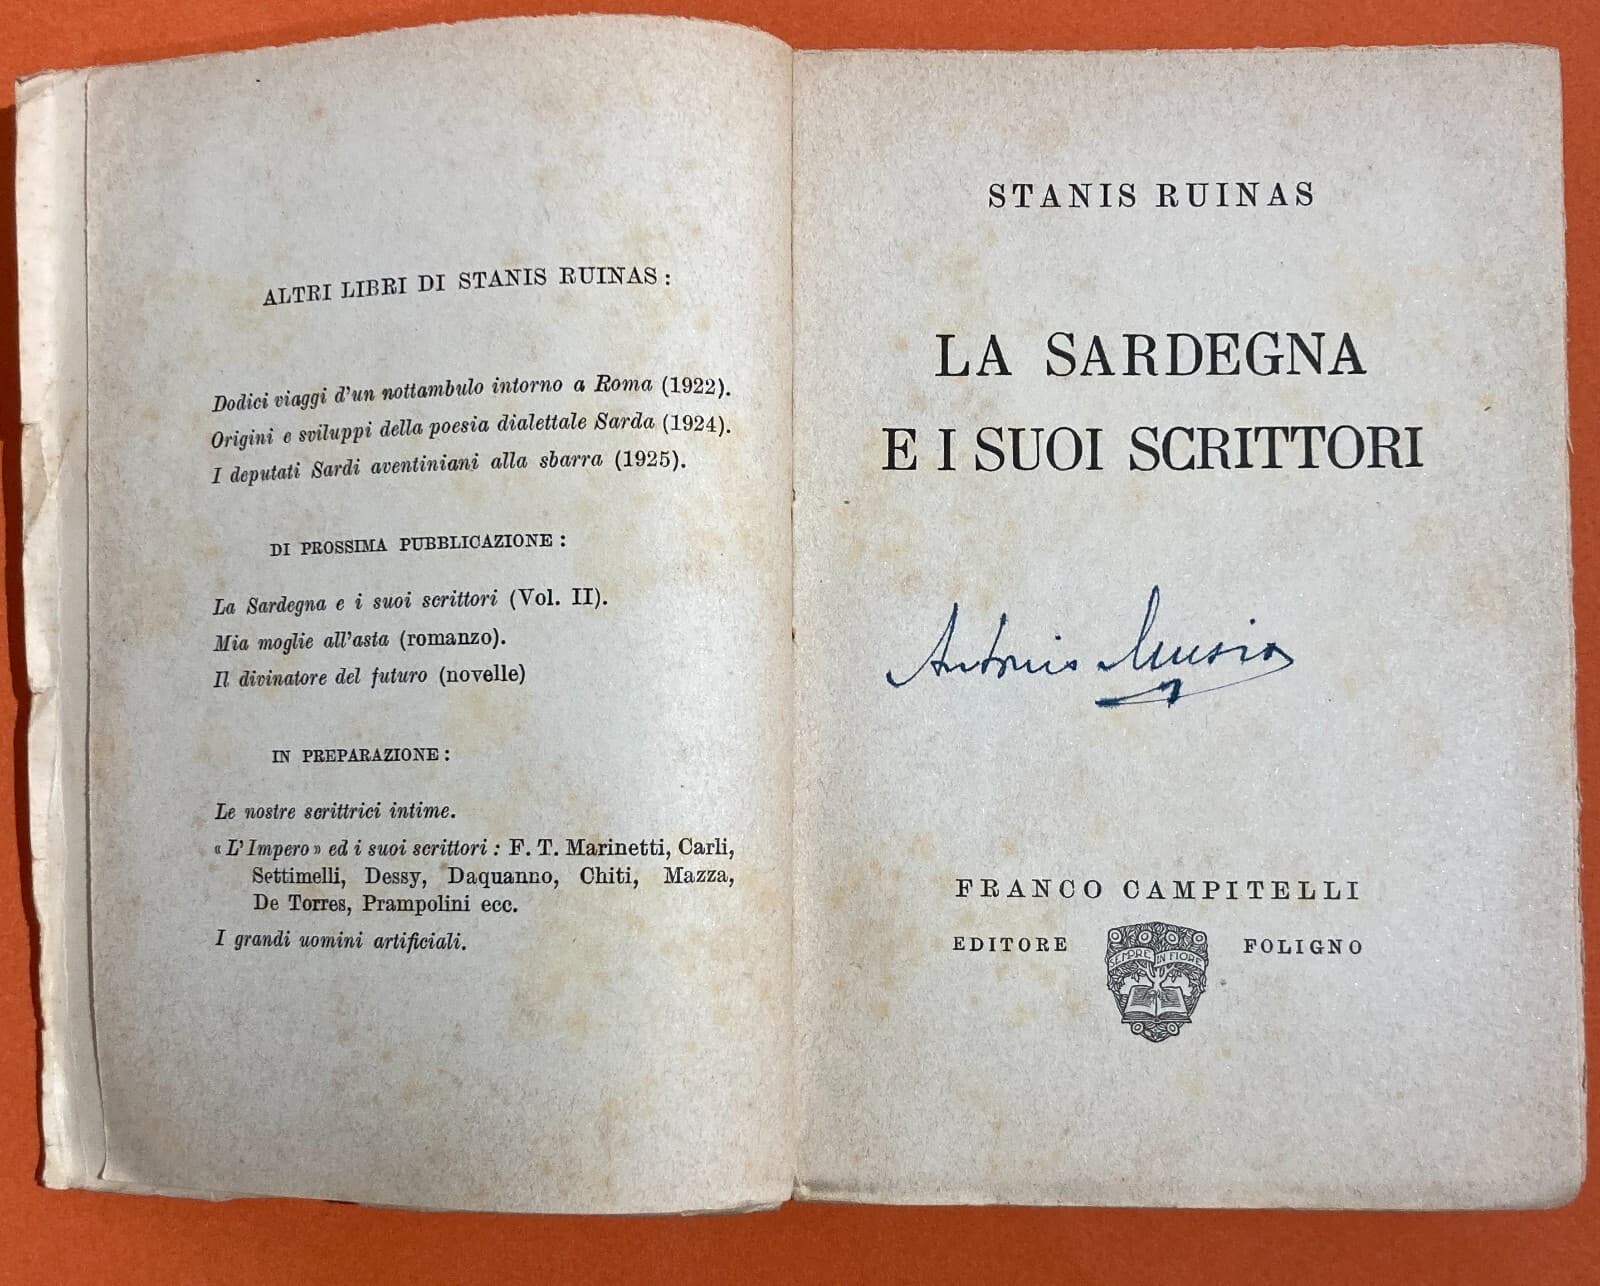 ALTRI LIBRI DI STANIS RUINAS :
Dodici viaggi d'un nottambulo intorno a Roma (1922).
Origini e sviluppi della poesia dialettale Sarda (1924).
I deputati Sardi aventiniani alla sbarra (1925).
DI PROSSIMA PUBBLICAZIONE :
La Sardegna e i suoi scrittori (Vol. II).
Mia moglie all'asta (romanzo).
Il divinatore del futuro (novelle)
IN PREPARAZIONE :
Le nostre scrittrici intime.
« L'Impero » ed i suoi scrittori : F. T. Marinetti, Carli,
Settimelli, Dessy, Daquanno, Chiti, Mazza,
De Torres, Prampolini ecc.
I grandi uomini artificiali.
STANIS RUINAS
LA SARDEGNA
E I SUOI SCRITTORI
Antonio
FRANCO CAMPITELLI
EDITORE FOLIGNO
SEMPRE IN FIORE